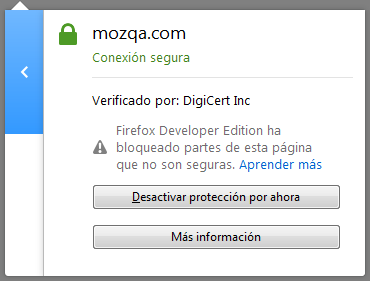 mozqa.com
Conexión segura
Verificado por: DigiCert Inc
Firefox Developer Edition ha
bloqueado partes de esta página
que no son seguras. Aprender más
Desactivar protección por ahora
Más información